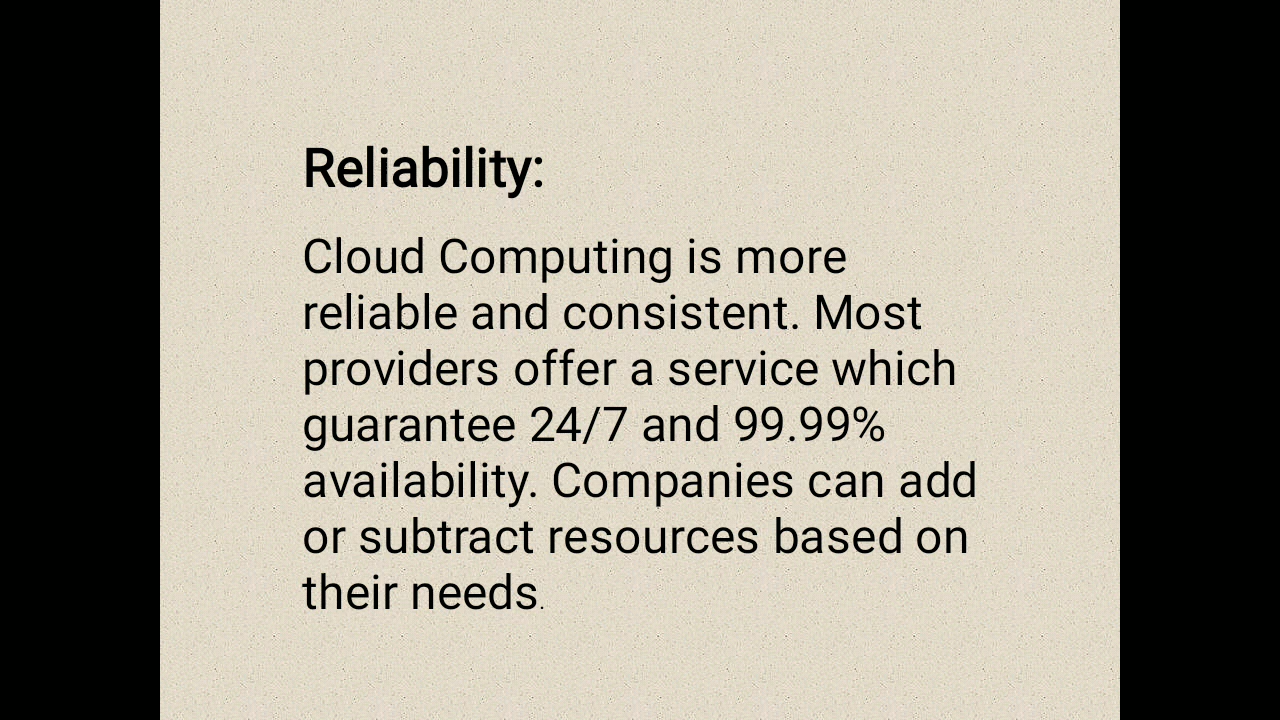 Reliability:
Cloud Computing is more
reliable and consistent. Most
providers offer a service which
guarantee 24/7 and 99.99%
availability. Companies can add
or subtract resources based on
their needs.